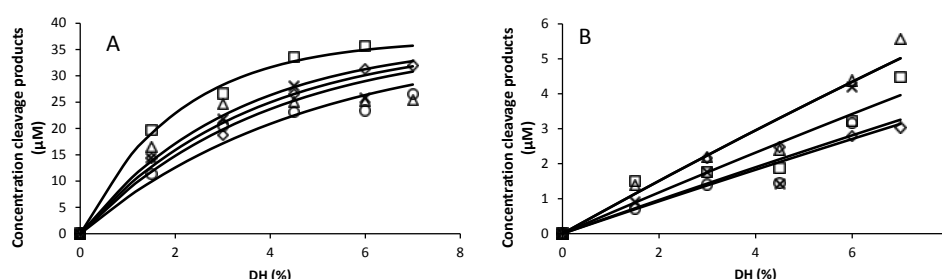 A
Concentration cleavage products
(μM)
40
35
30
25
20
15
10
5
0
0 2 4 6 8
DH (%)
B
Concentration cleavage products
(μM)
6
5
4
3
2
1
0
0 2 4 6
DH (%)